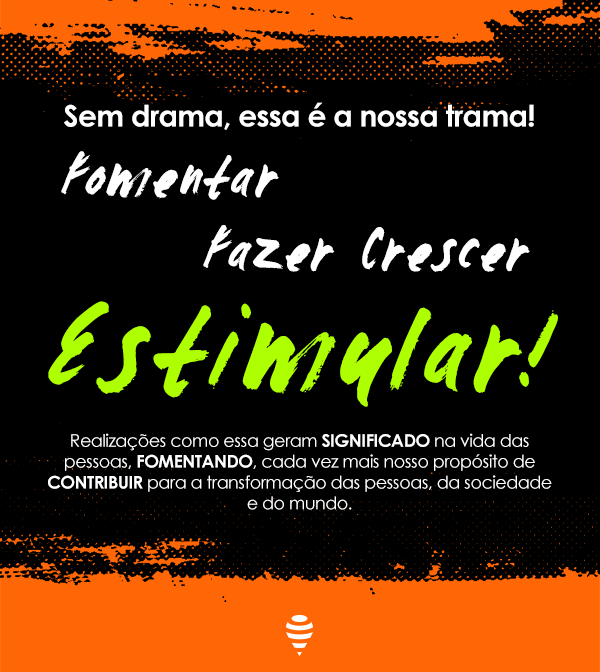 Sem drama, essa é a nossa trama!
Fomentar
Fazer Crescer
Estimular!
Realizações como essa geram SIGNIFICADO na vida das
pessoas, FOMENTANDO, cada vez mais nosso propósito de
CONTRIBUIR para a transformação das pessoas, da sociedade
e do mundo.